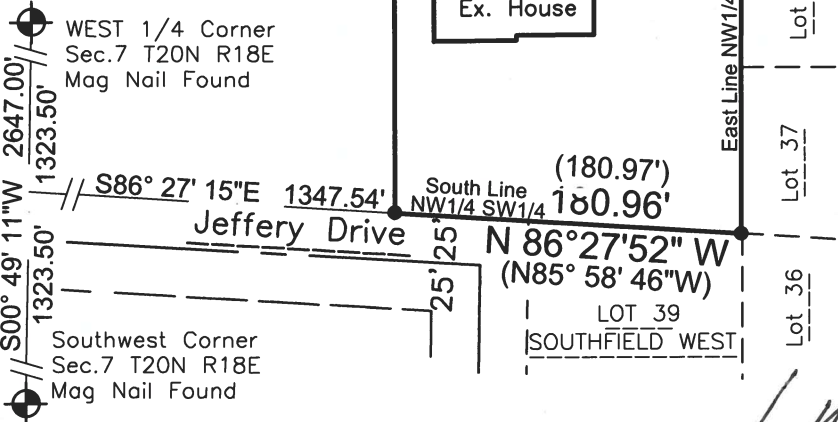 Ex. House
WEST 1/4 Corner
Sec.7 T20N R18E
Mag Nail Found
Lot
East Line NW1/4
2647.00'
1323.50'
Lot 37
S86° 27' 15"E 1347.54'
South Line
NW1/4 SW1/4
(180.97')
180.96'
Jeffery Drive
25'
25'
N 86°27'52" W
(N85° 58' 46"W)
S00° 49' 11"W
1323.50'
LOT 39
SOUTHFIELD WEST
Lot 36
Southwest Corner
Sec.7 T20N R18E
Mag Nail Found